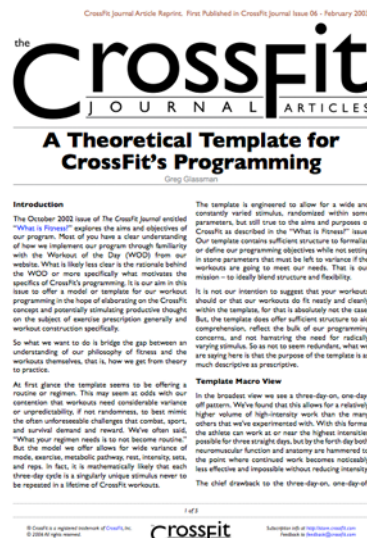 CrossFit Journal Article Reprint. First Published in CrossFit Journal Issue 06 - February 2003
the
CrossFit
JOURNAL ARTICLES
A Theoretical Template for
CrossFit's Programming
Greg Glassman
Introduction
The October 2002 issue of The CrossFit Journal entitled
"What is Fitness?" explores the aims and objectives of
our program. Most of you have a clear understanding
of how we implement our program through familiarity
with the Workout of the Day (WOD) from our
website. What is likely less clear is the rationale behind
the WOD or more specifically what motivates the
specifics of CrossFit's programming. It is our aim in this
issue to offer a model or template for our workout
programming in the hope of elaborating on the CrossFit
concept and potentially stimulating productive thought
on the subject of exercise prescription generally and
workout construction specifically.
So what we want to do is bridge the gap between an
understanding of our philosophy of fitness and the
workouts themselves, that is, how we get from theory
to practice.
At first glance the template seems to be offering a
routine or regimen. This may seem at odds with our
contention that workouts need considerable variance
or unpredictability, if not randomness, to best mimic
the often unforeseeable challenges that combat, sport,
and survival demand and reward. We've often said,
"What your regimen needs is to not become routine."
But the model we offer allows for wide variance of
mode, exercise, metabolic pathway, rest, intensity, sets,
and reps. In fact, it is mathematically likely that each
three-day cycle is a singularly unique stimulus never to
be repeated in a lifetime of CrossFit workouts.
The template is engineered to allow for a wide and
constantly varied stimulus, randomized within some
parameters, but still true to the aims and purposes of
CrossFit as described in the "What is Fitness?" issue.
Our template contains sufficient structure to formalize
or define our programming objectives while not setting
in stone parameters that must be left to variance if the
workouts are going to meet our needs. That is our
mission – to ideally blend structure and flexibility.
It is not our intention to suggest that your workouts
should or that our workouts do fit neatly and cleanly
within the template, for that is absolutely not the case.
But, the template does offer sufficient structure to aid
comprehension, reflect the bulk of our programming
concerns, and not hamstring the need for radically
varying stimulus. So as not to seem redundant, what we
are saying here is that the purpose of the template is as
much descriptive as prescriptive.
Template Macro View
In the broadest view we see a three-day on, one-day
off pattern. We've found that this allows for a relatively
higher volume of high-intensity work than the many
others that we've experimented with. With this format
the athlete can work at or near the highest intensities
possible for three straight days, but by the forth day both
neuromuscular function and anatomy are hammered to
the point where continued work becomes noticeably
less effective and impossible without reducing intensity.
The chief drawback to the three-day on, one-day-off
1 of 5
® CrossFit is a registered trademark of CrossFit, Inc.
© 2006 All rights reserved.
CrossFit
Subscription info at http://store.crossfit.com
Feedback to feedback@crossfit.com